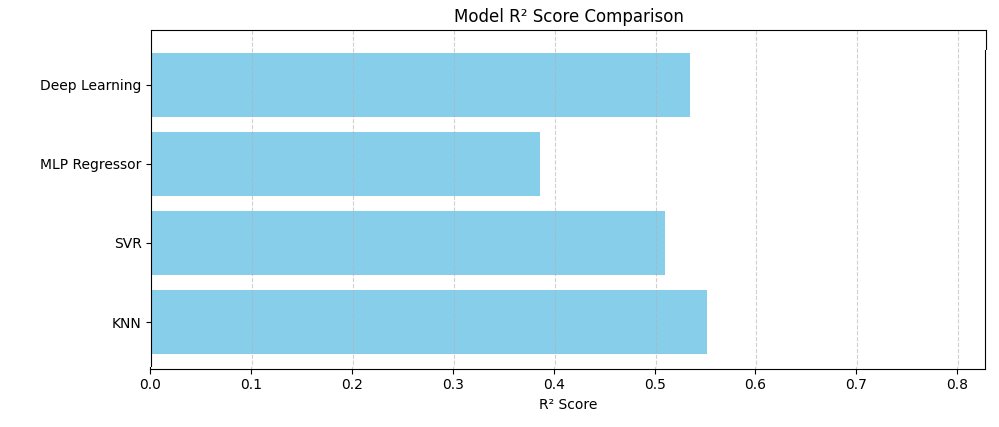 Model R² Score Comparison
Deep Learning
MLP Regressor
SVR
KNN
0.0 0.1 0.2 0.3 0.4 0.5 0.6 0.7 0.8
R² Score